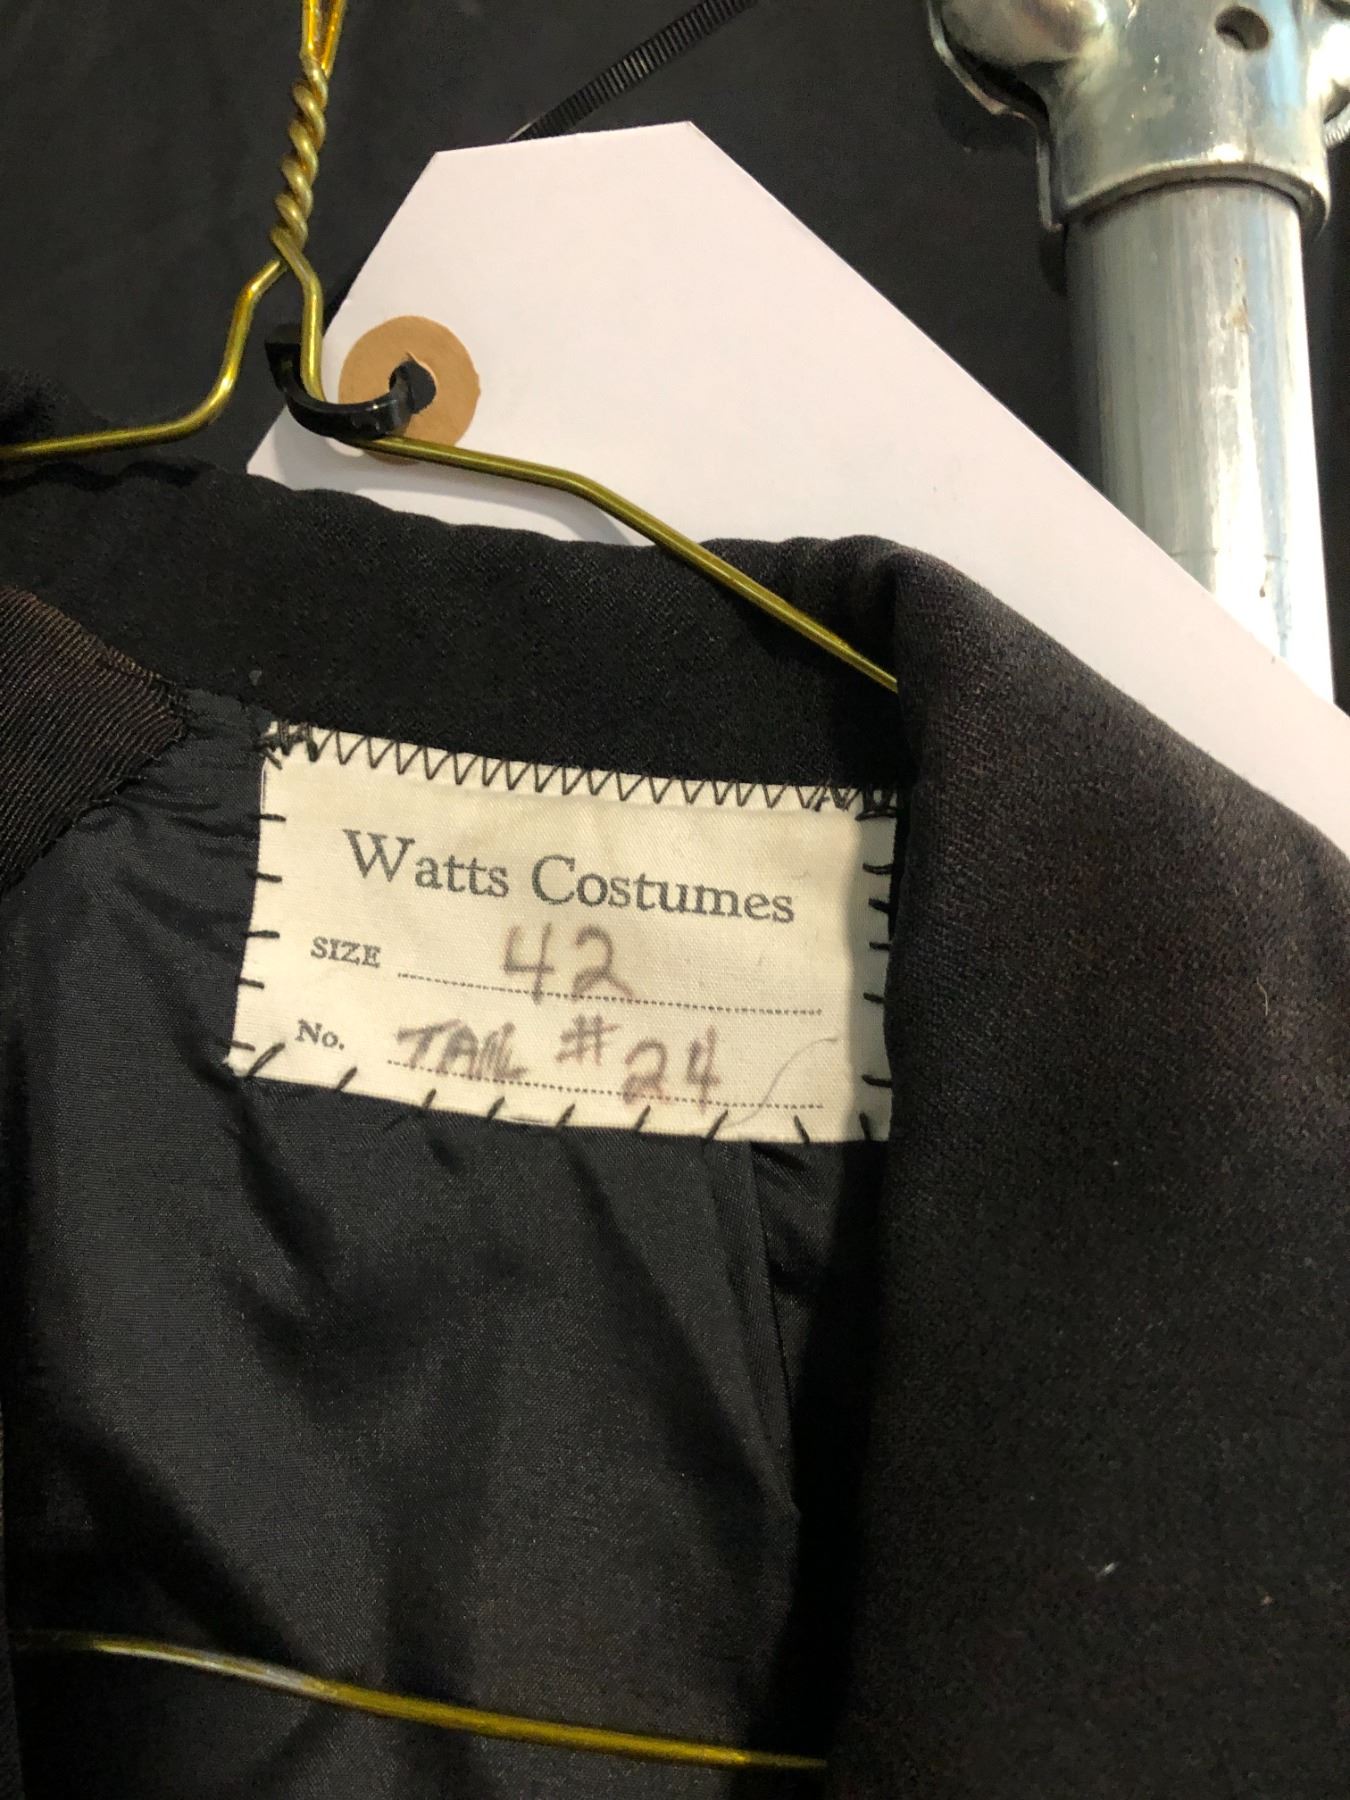 Watts Costumes
SIZE 42
No. TAIL #24